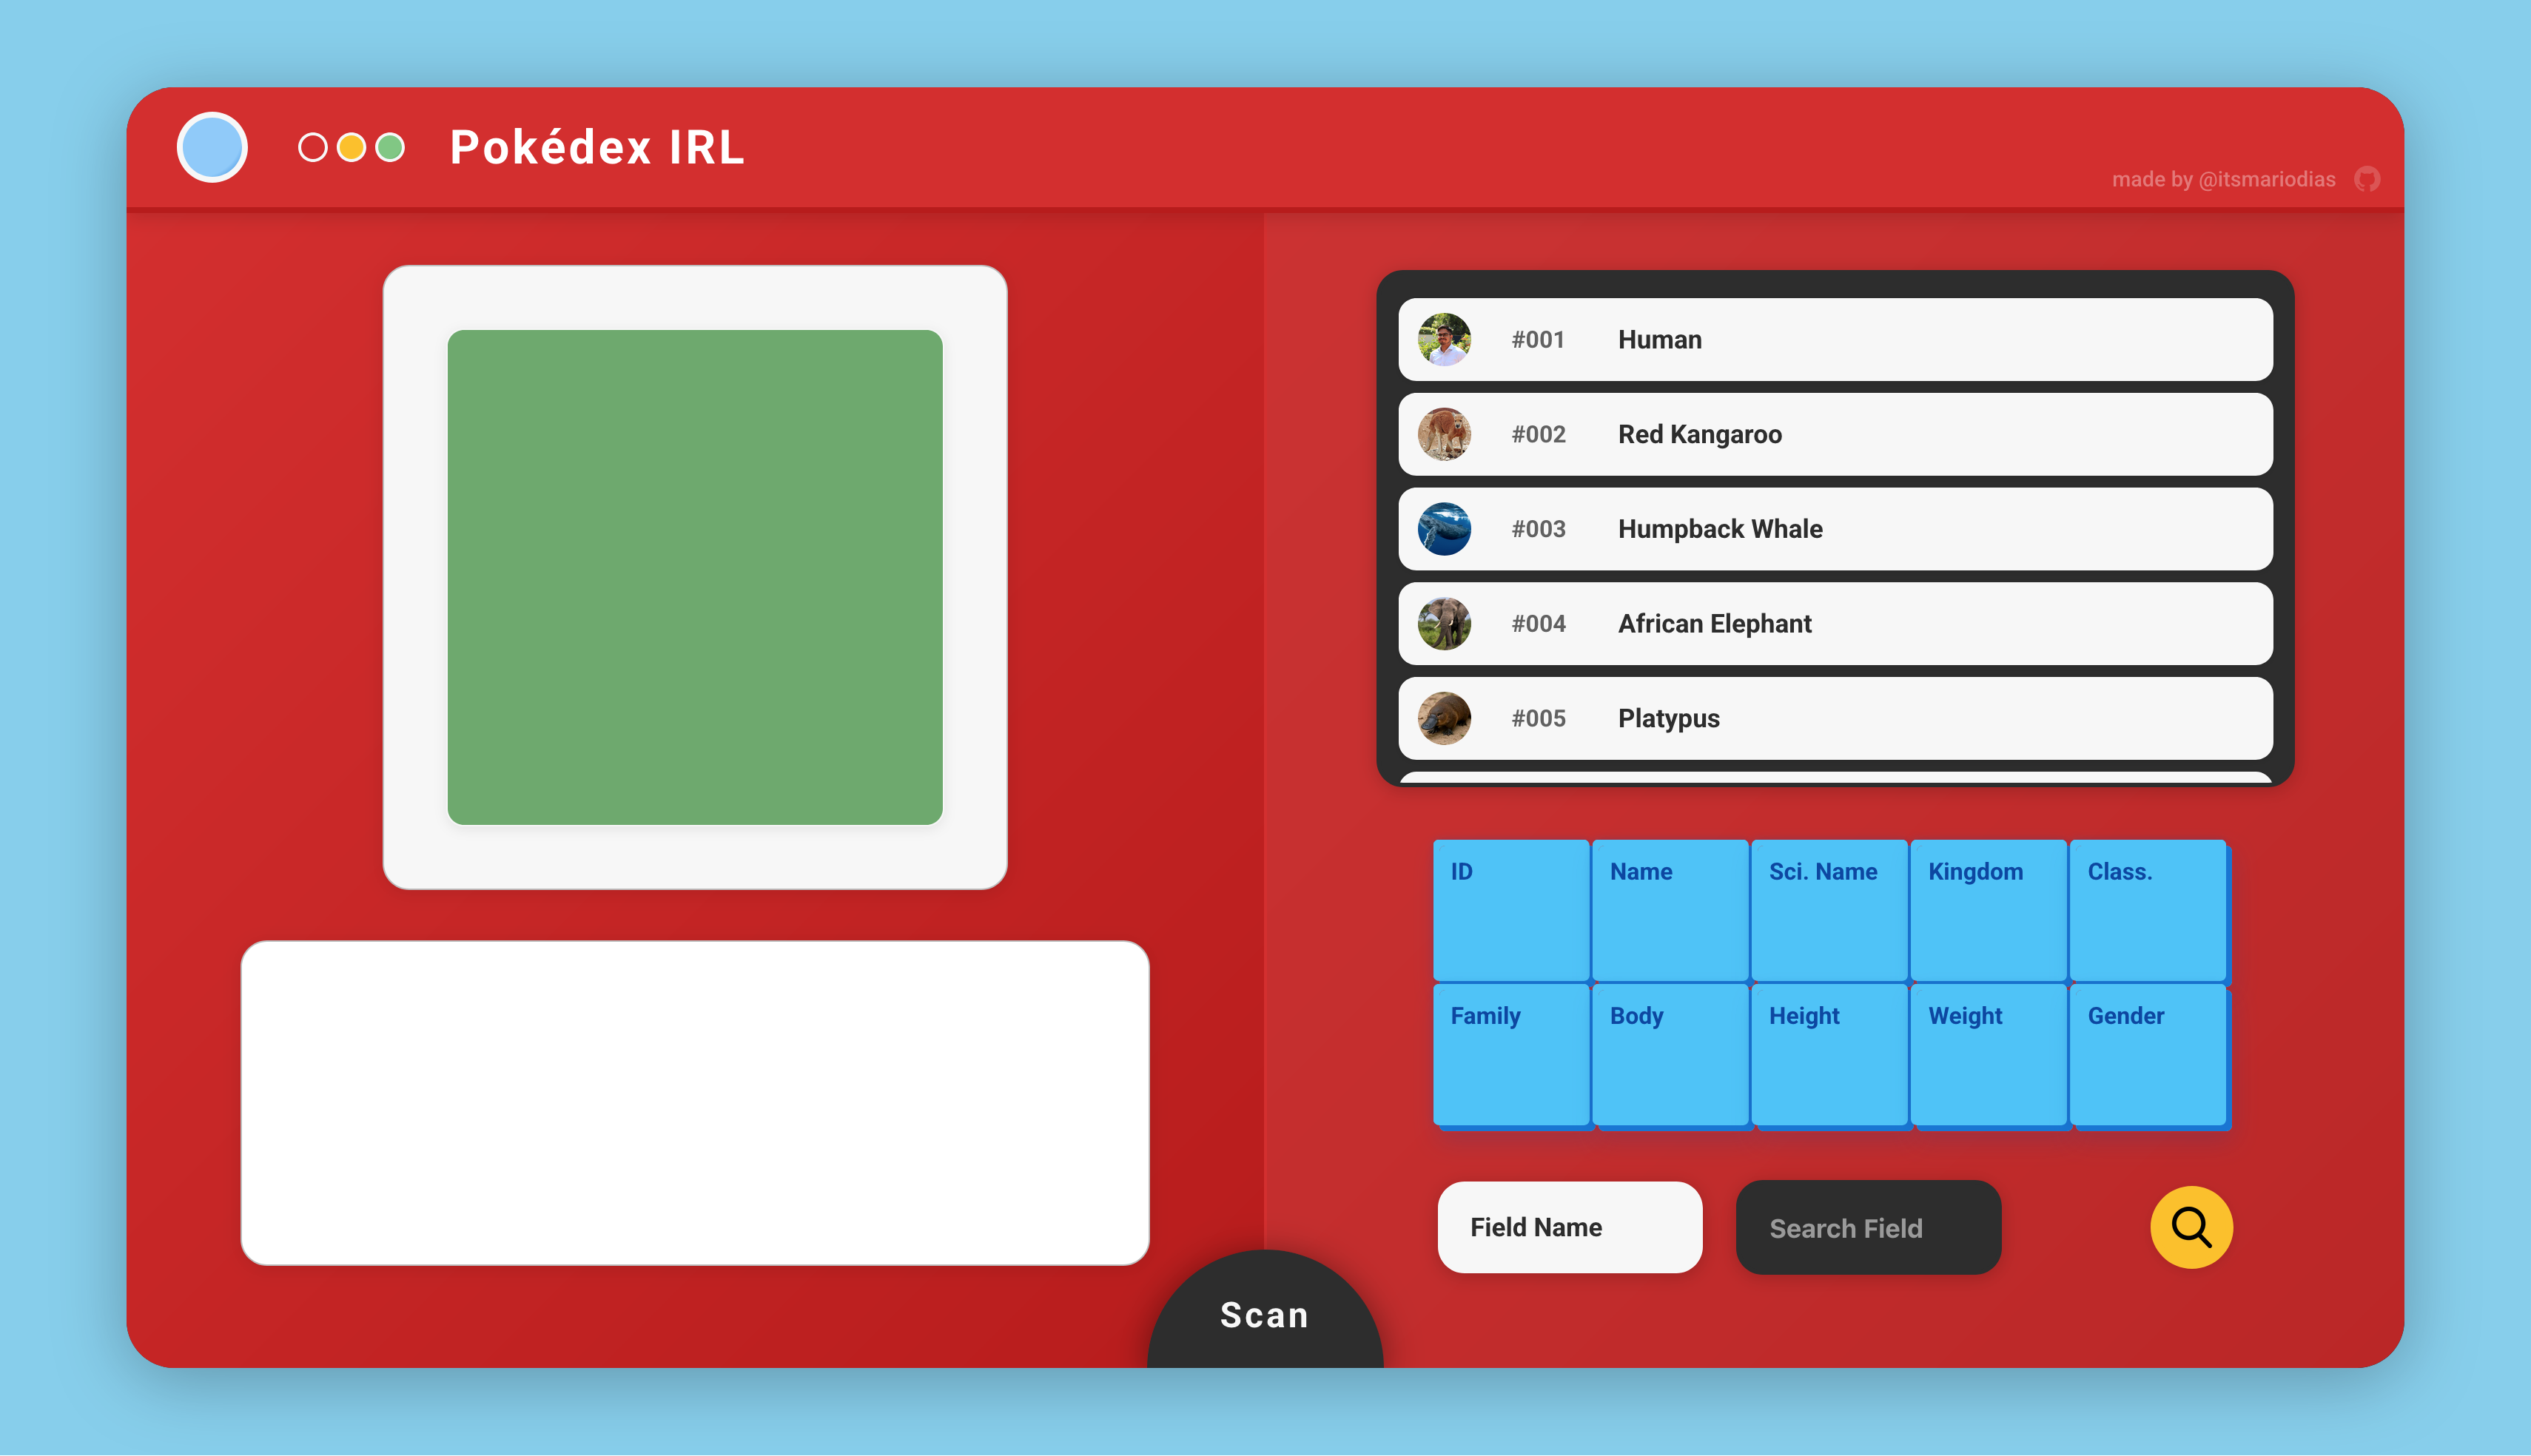 Pokédex IRL
made by @itsmariodias
#001 Human
#002 Red Kangaroo
#003 Humpback Whale
#004 African Elephant
#005 Platypus
ID Name Sci. Name Kingdom Class.
Family Body Height Weight Gender
Field Name Search Field
Scan